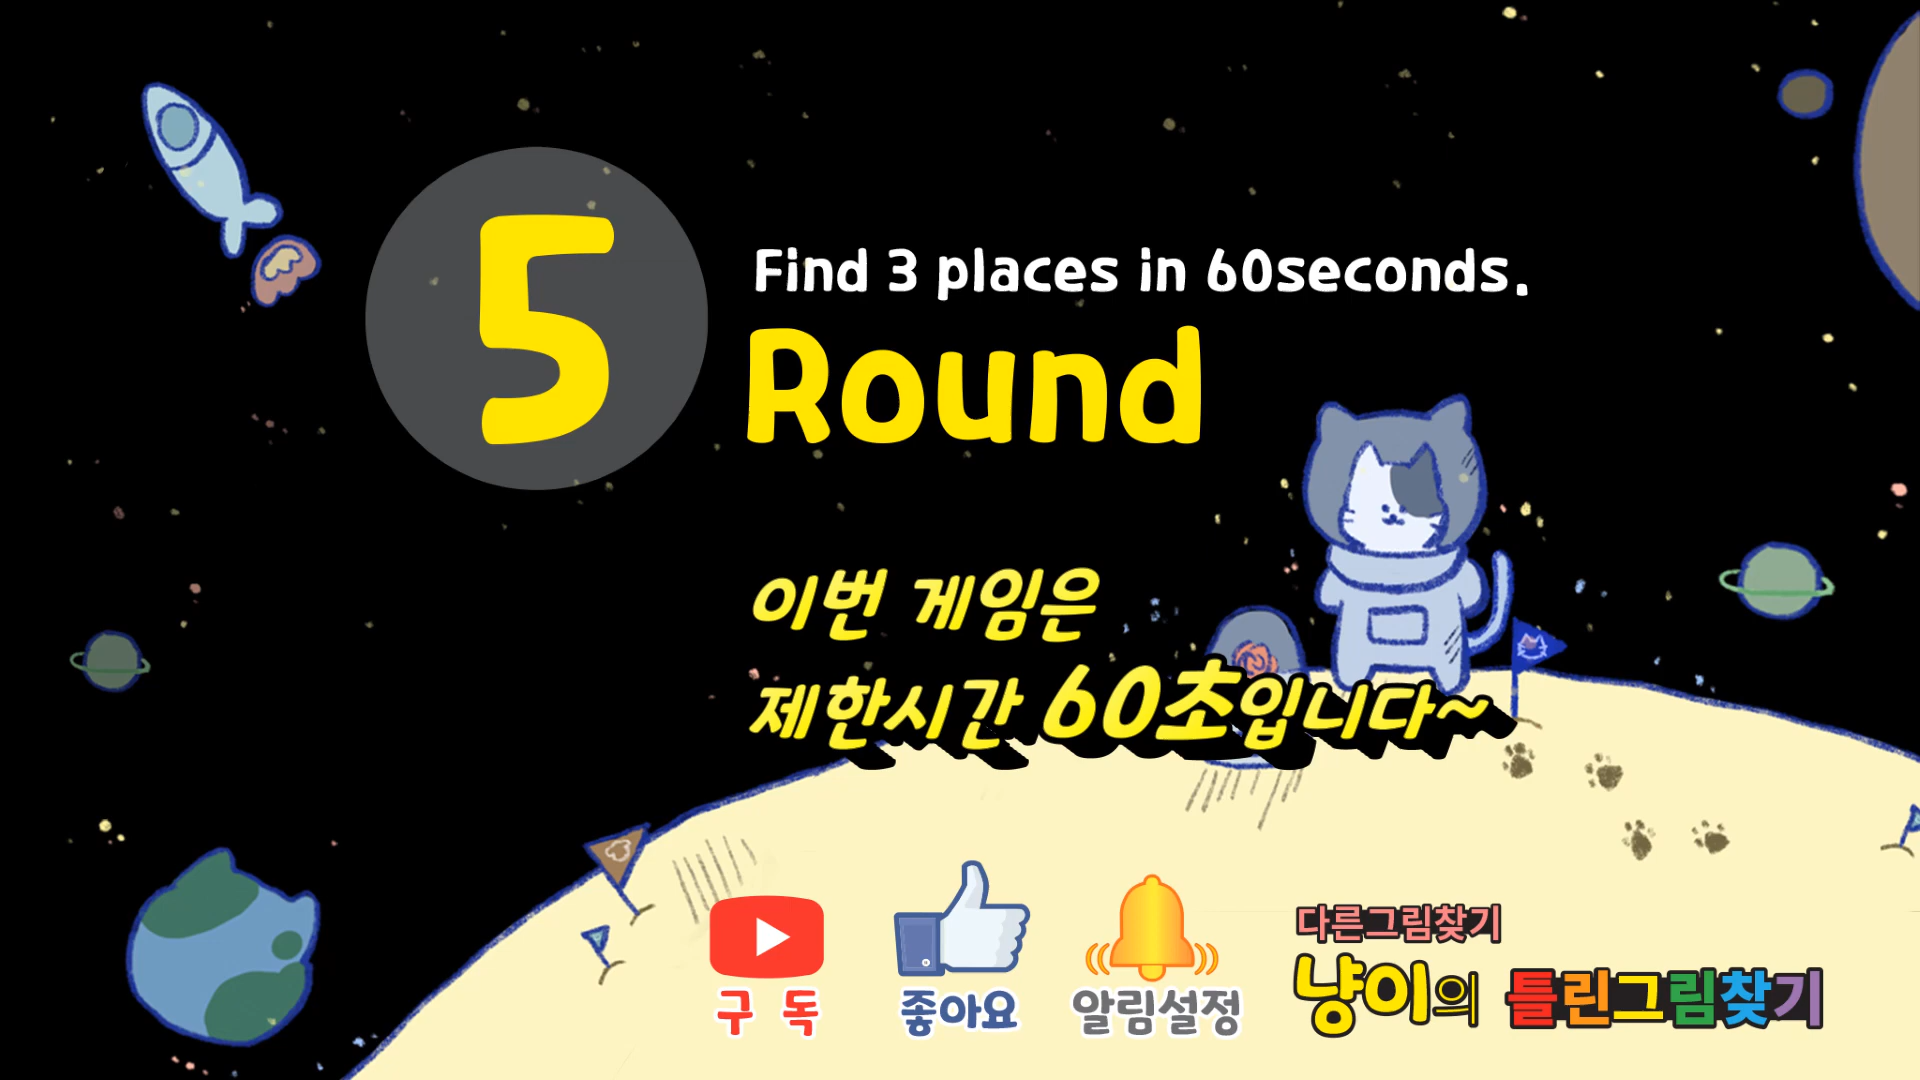 5
Find 3 places in 60seconds.
Round
이번 게임은
제한시간 60초입니다~
구 독
좋아요
알림설정
다른그림찾기
냥이의 틀린그림찾기